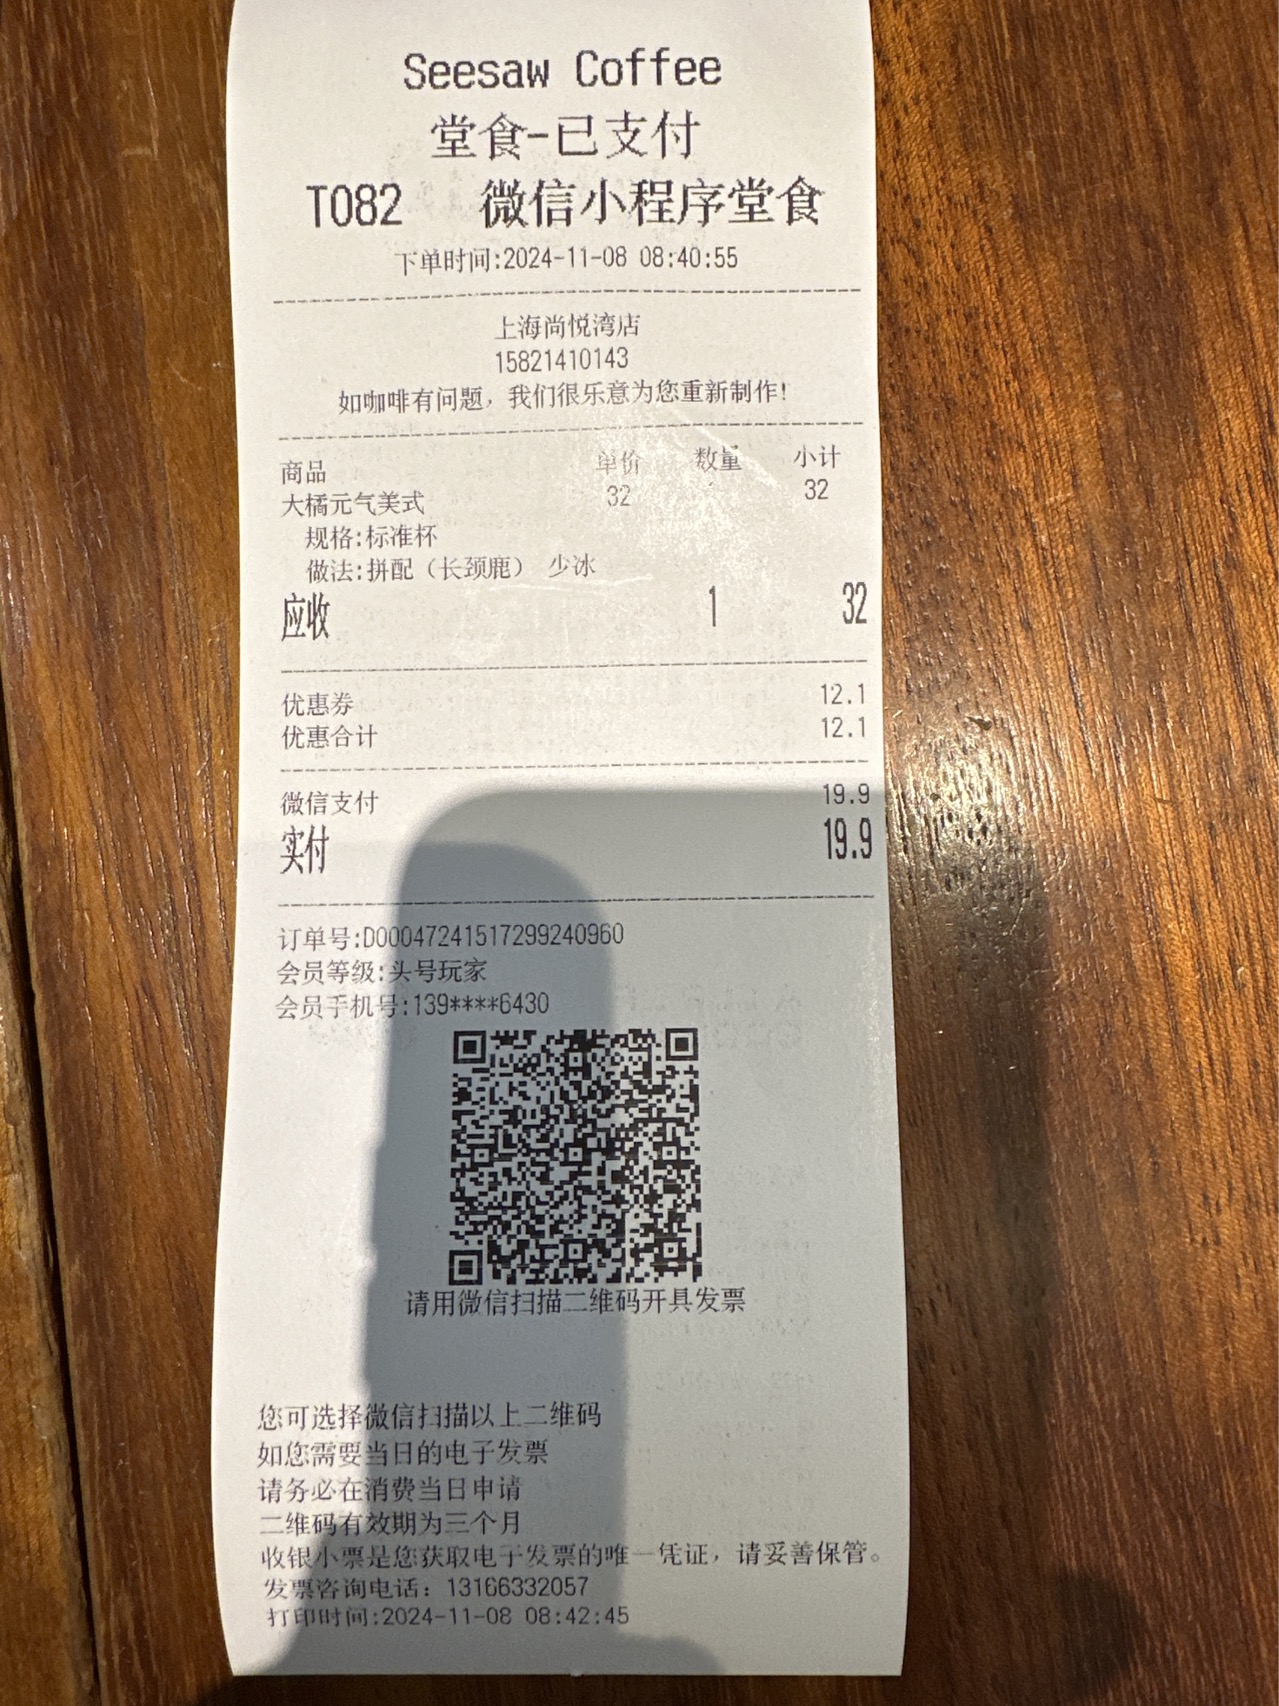 Seesaw Coffee
堂食-已支付
T082 微信小程序堂食
下单时间:2024-11-08 08:40:55
上海尚悦湾店
15821410143
如咖啡有问题，我们很乐意为您重新制作!
商品 单价 数量 小计
大橘元气美式 32 32
规格:标准杯
做法:拼配（长颈鹿） 少冰
应收 1 32
优惠券 12.1
优惠合计 12.1
微信支付 19.9
实付 19.9
订单号:D000472415172992409​60
会员等级:头号玩家
会员手机号:139****6430
请用微信扫描二维码开具发票
您可选择微信扫描以上二维码
如您需要当日的电子发票
请务必在消费当日申请
二维码有效期为三个月
收银小票是您获取电子发票的唯一凭证，请妥善保管。
发票咨询电话：13166332057
打印时间:2024-11-08 08:42:45